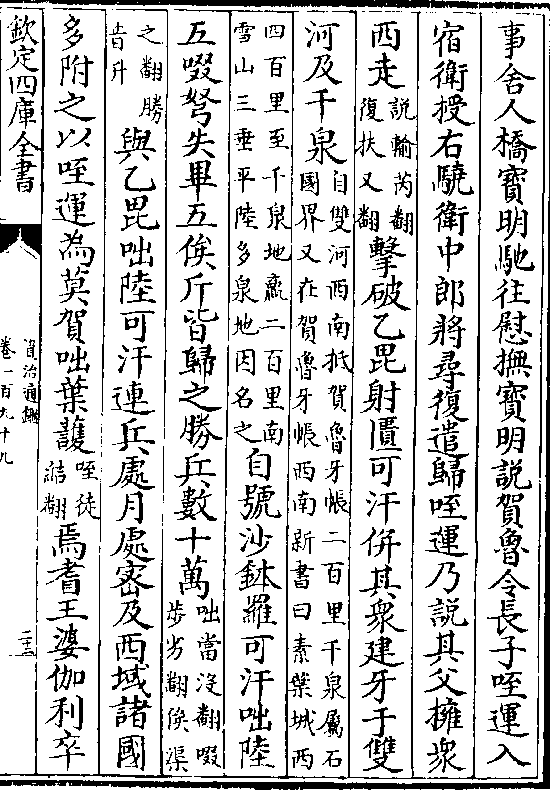 事舍人橋寳明馳往慰撫寳明説賀魯令長子咥運入
宿衛授右驍衛中郎將尋復遣歸咥運乃説其父擁衆
西走説輸芮翻復扶又翻擊破乙毘射匱可汗併其衆建牙于雙
河及千泉自雙河西南抵賀魯牙帳二百里千泉屬石國界又在賀魯牙帳西南新書曰素葉城西
四百里至千泉地贏二百里南雪山三垂平陸多泉池因名之自號沙鉢羅可汗咄陸
五啜弩失畢五俟斤皆歸之勝兵數十萬咄當沒翻啜步劣翻俟渠
之翻勝音升與乙毘咄陸可汗連兵處月處宻及西域諸國
多附之以咥運為莫賀咄葉護咥徒結翻焉耆王婆伽利卒
欽定四庫全書
資治通鑑
卷一百九十九
二十三